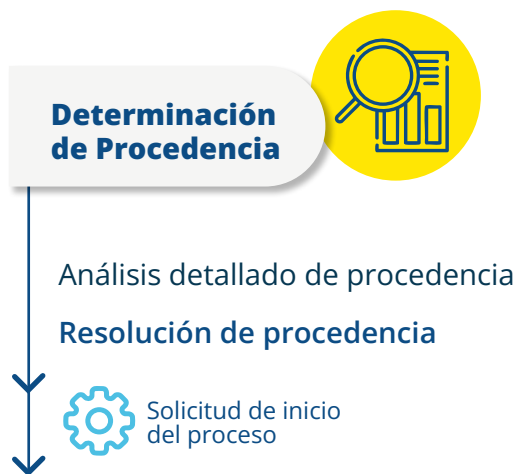 Determinación
de Procedencia
Análisis detallado de procedencia
Resolución de procedencia
Solicitud de inicio
del proceso